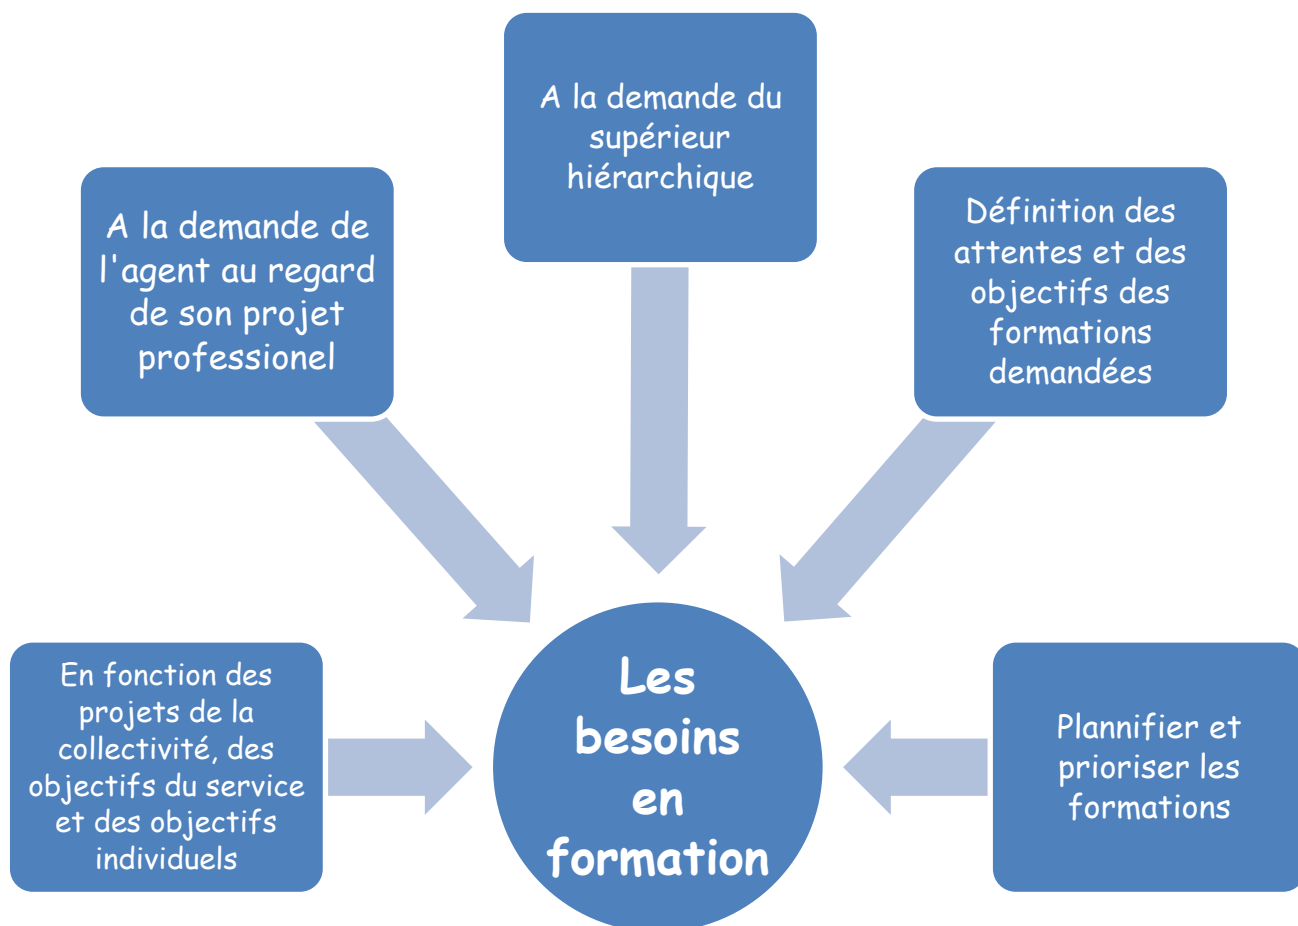 A la demande du
supérieur
hiérarchique
A la demande de
l'agent au regard
de son projet
professionel
Définition des
attentes et des
objectifs des
formations
demandées
En fonction des
projets de la
collectivité, des
objectifs du service
et des objectifs
individuels
Les
besoins
en
formation
Plannifier et
prioriser les
formations